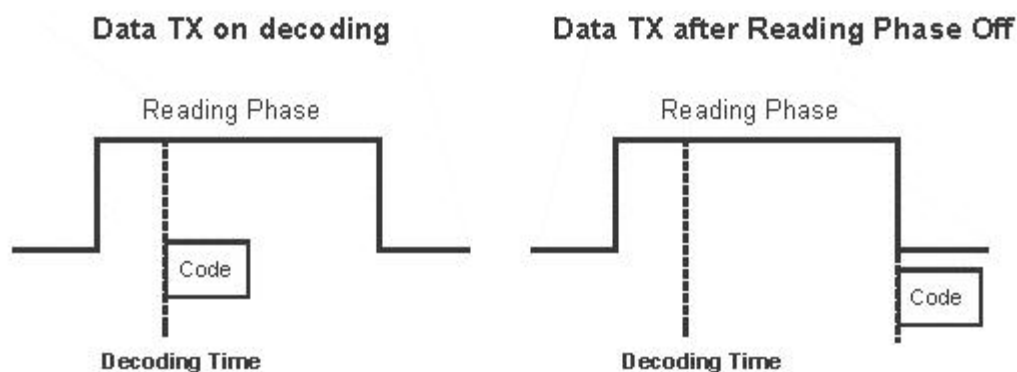 Data TX on decoding
Reading Phase
Code
Decoding Time
Data TX after Reading Phase Off
Reading Phase
Code
Decoding Time